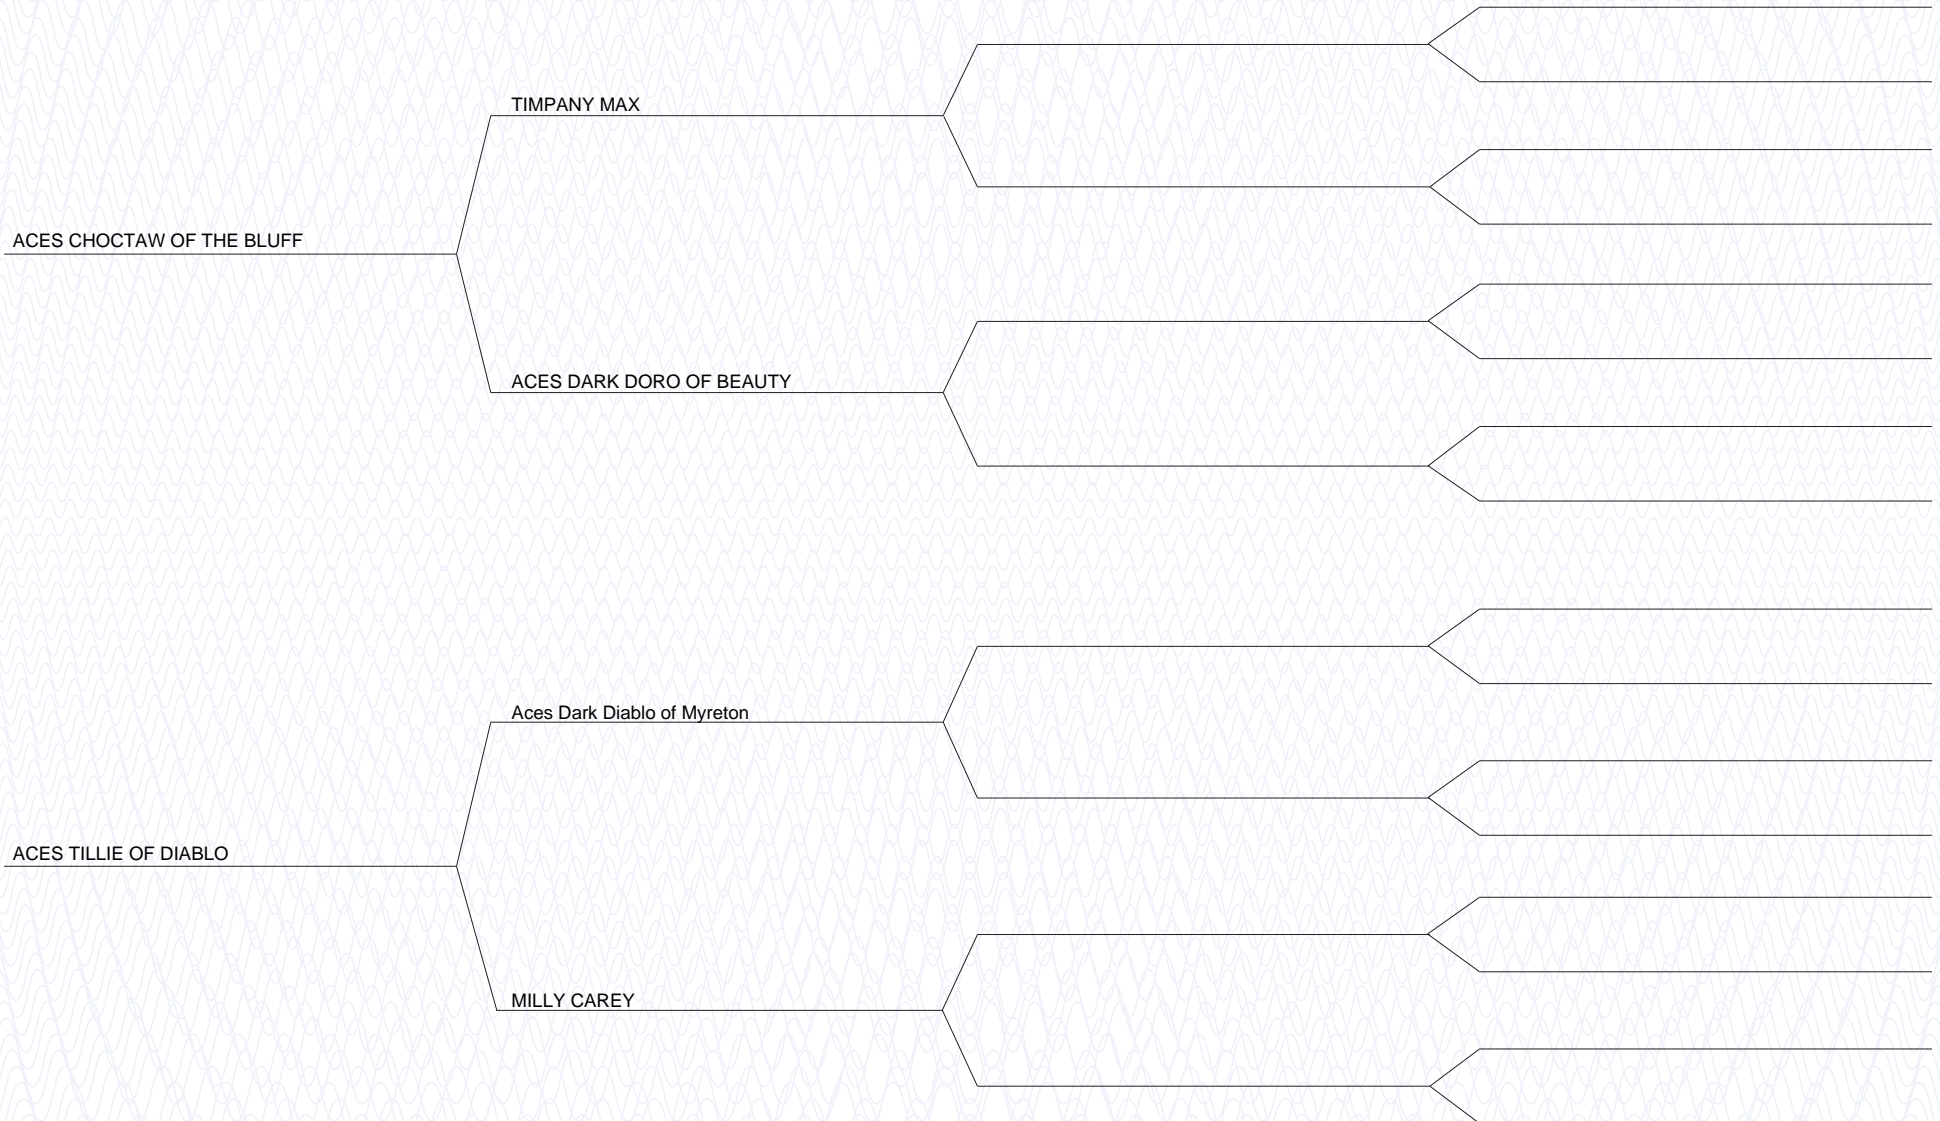 TIMPANY MAX
ACES CHOCTAW OF THE BLUFF
ACES DARK DORO OF BEAUTY
Aces Dark Diablo of Myreton
ACES TILLIE OF DIABLO
MILLY CAREY